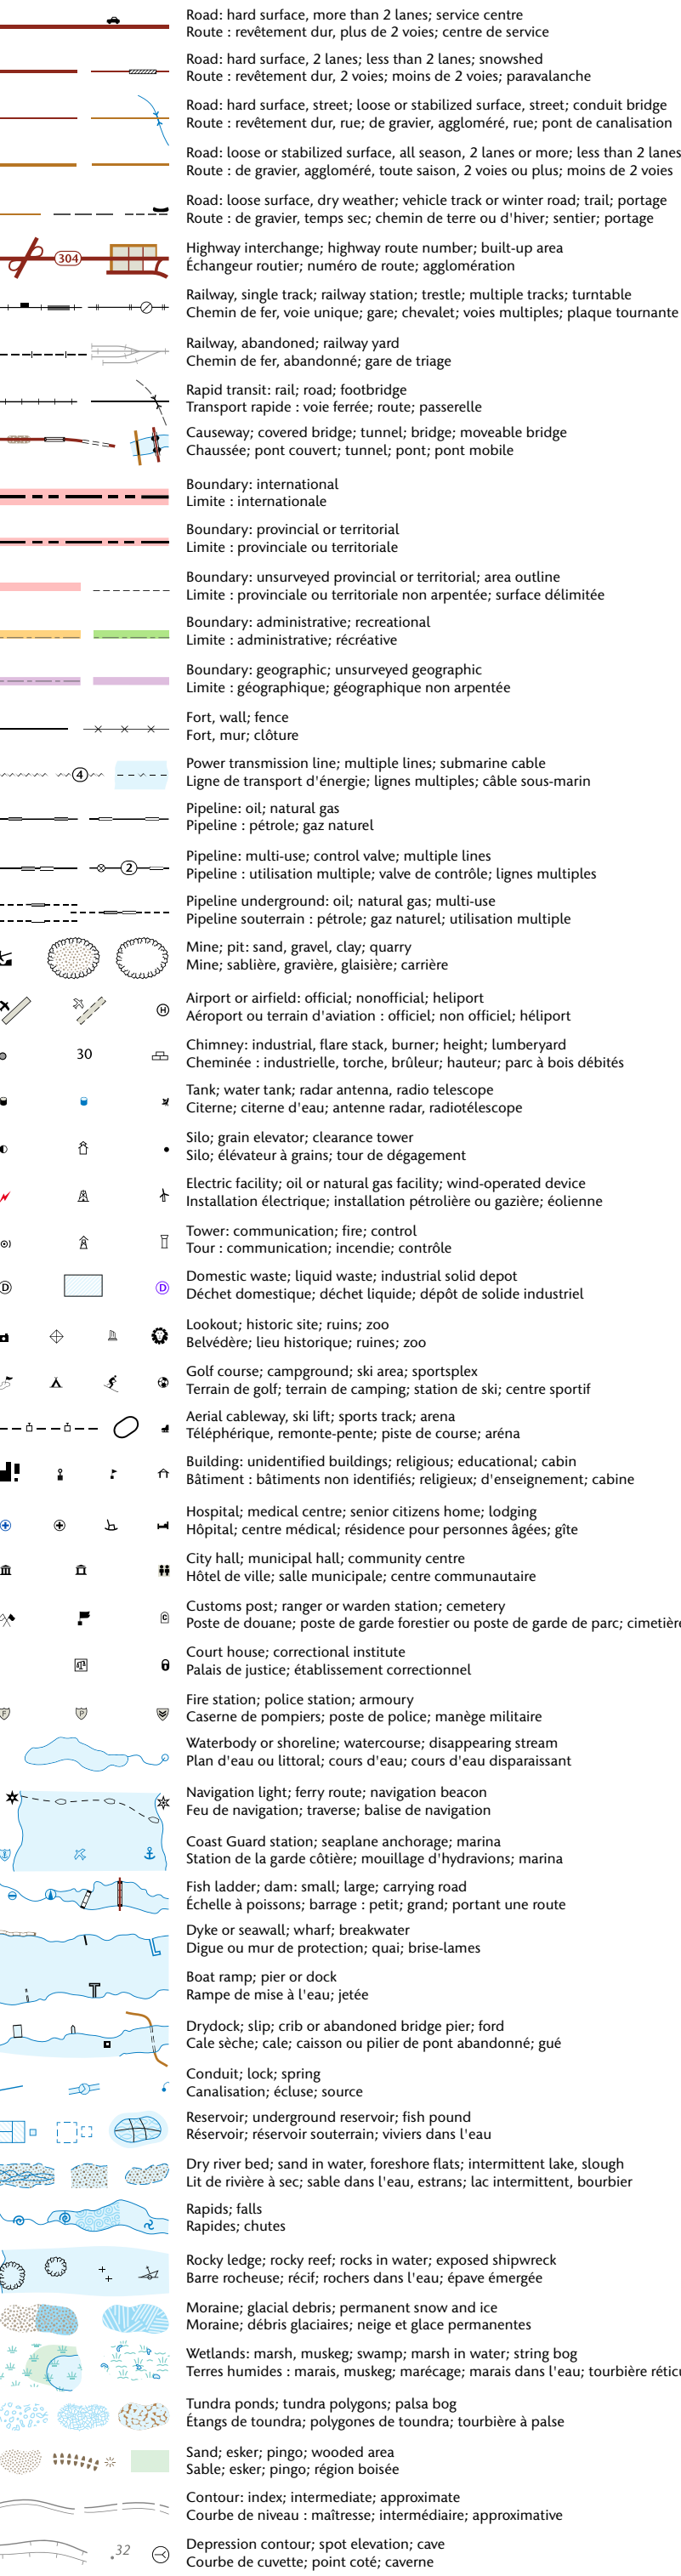 Road: hard surface, more than 2 lanes; service centre
Route : revêtement dur, plus de 2 voies; centre de service
Road: hard surface, 2 lanes; less than 2 lanes; snowshed
Route : revêtement dur, 2 voies; moins de 2 voies; paravalanche
Road: hard surface, street; loose or stabilized surface, street; conduit bridge
Route : revêtement dur, rue; de gravier, aggloméré, rue; pont de canalisation
Road: loose or stabilized surface, all season, 2 lanes or more; less than 2 lanes
Route : de gravier, aggloméré, toute saison, 2 voies ou plus; moins de 2 voies
Road: loose surface, dry weather; vehicle track or winter road; trail; portage
Route : de gravier, temps sec; chemin de terre ou d'hiver; sentier; portage
304
Highway interchange; highway route number; built-up area
Échangeur routier; numéro de route; agglomération
Railway, single track; railway station; trestle; multiple tracks; turntable
Chemin de fer, voie unique; gare; chevalet; voies multiples; plaque tournante
Railway, abandoned; railway yard
Chemin de fer, abandonné; gare de triage
Rapid transit: rail; road; footbridge
Transport rapide : voie ferrée; route; passerelle
Causeway; covered bridge; tunnel; bridge; moveable bridge
Chaussée; pont couvert; tunnel; pont; pont mobile
Boundary: international
Limite : internationale
Boundary: provincial or territorial
Limite : provinciale ou territoriale
Boundary: unsurveyed provincial or territorial; area outline
Limite : provinciale ou territoriale non arpentée; surface délimitée
Boundary: administrative; recreational
Limite : administrative; récréative
Boundary: geographic; unsurveyed geographic
Limite : géographique; géographique non arpentée
Fort, wall; fence
Fort, mur; clôture
4
Power transmission line; multiple lines; submarine cable
Ligne de transport d'énergie; lignes multiples; câble sous-marin
Pipeline: oil; natural gas
Pipeline : pétrole; gaz naturel
2
Pipeline: multi-use; control valve; multiple lines
Pipeline : utilisation multiple; valve de contrôle; lignes multiples
Pipeline underground: oil; natural gas; multi-use
Pipeline souterrain : pétrole; gaz naturel; utilisation multiple
Mine; pit: sand, gravel, clay; quarry
Mine; sablière, gravière, glaisière; carrière
H
Airport or airfield: official; nonofficial; heliport
Aéroport ou terrain d'aviation : officiel; non officiel; héliport
30
Chimney: industrial, flare stack, burner; height; lumberyard
Cheminée : industrielle, torche, brûleur; hauteur; parc à bois débités
Tank; water tank; radar antenna, radio telescope
Citerne; citerne d'eau; antenne radar, radiotélescope
Silo; grain elevator; clearance tower
Silo; élévateur à grains; tour de dégagement
Electric facility; oil or natural gas facility; wind-operated device
Installation électrique; installation pétrolière ou gazière; éolienne
Tower: communication; fire; control
Tour : communication; incendie; contrôle
D D
Domestic waste; liquid waste; industrial solid depot
Déchet domestique; déchet liquide; dépôt de solide industriel
Lookout; historic site; ruins; zoo
Belvédère; lieu historique; ruines; zoo
Golf course; campground; ski area; sportsplex
Terrain de golf; terrain de camping; station de ski; centre sportif
Aerial cableway, ski lift; sports track; arena
Téléphérique, remonte-pente; piste de course; aréna
Building: unidentified buildings; religious; educational; cabin
Bâtiment : bâtiments non identifiés; religieux; d'enseignement; cabine
Hospital; medical centre; senior citizens home; lodging
Hôpital; centre médical; résidence pour personnes âgées; gîte
City hall; municipal hall; community centre
Hôtel de ville; salle municipale; centre communautaire
C
Customs post; ranger or warden station; cemetery
Poste de douane; poste de garde forestier ou poste de garde de parc; cimetière
Court house; correctional institute
Palais de justice; établissement correctionnel
F P
Fire station; police station; armoury
Caserne de pompiers; poste de police; manège militaire
Waterbody or shoreline; watercourse; disappearing stream
Plan d'eau ou littoral; cours d'eau; cours d'eau disparaissant
Navigation light; ferry route; navigation beacon
Feu de navigation; traverse; balise de navigation
Coast Guard station; seaplane anchorage; marina
Station de la garde côtière; mouillage d'hydravions; marina
Fish ladder; dam: small; large; carrying road
Échelle à poissons; barrage : petit; grand; portant une route
Dyke or seawall; wharf; breakwater
Digue ou mur de protection; quai; brise-lames
Boat ramp; pier or dock
Rampe de mise à l'eau; jetée
Drydock; slip; crib or abandoned bridge pier; ford
Cale sèche; cale; caisson ou pilier de pont abandonné; gué
Conduit; lock; spring
Canalisation; écluse; source
Reservoir; underground reservoir; fish pound
Réservoir; réservoir souterrain; viviers dans l'eau
Dry river bed; sand in water, foreshore flats; intermittent lake, slough
Lit de rivière à sec; sable dans l'eau, estrans; lac intermittent, bourbier
Rapids; falls
Rapides; chutes
Rocky ledge; rocky reef; rocks in water; exposed shipwreck
Barre rocheuse; récif; rochers dans l'eau; épave émergée
Moraine; glacial debris; permanent snow and ice
Moraine; débris glaciaires; neige et glace permanentes
Wetlands: marsh, muskeg; swamp; marsh in water; string bog
Terres humides : marais, muskeg; marécage; marais dans l'eau; tourbière réticu
Tundra ponds; tundra polygons; palsa bog
Étangs de toundra; polygones de toundra; tourbière à palse
Sand; esker; pingo; wooded area
Sable; esker; pingo; région boisée
Contour: index; intermediate; approximate
Courbe de niveau : maîtresse; intermédiaire; approximative
32
Depression contour; spot elevation; cave
Courbe de cuvette; point coté; caverne